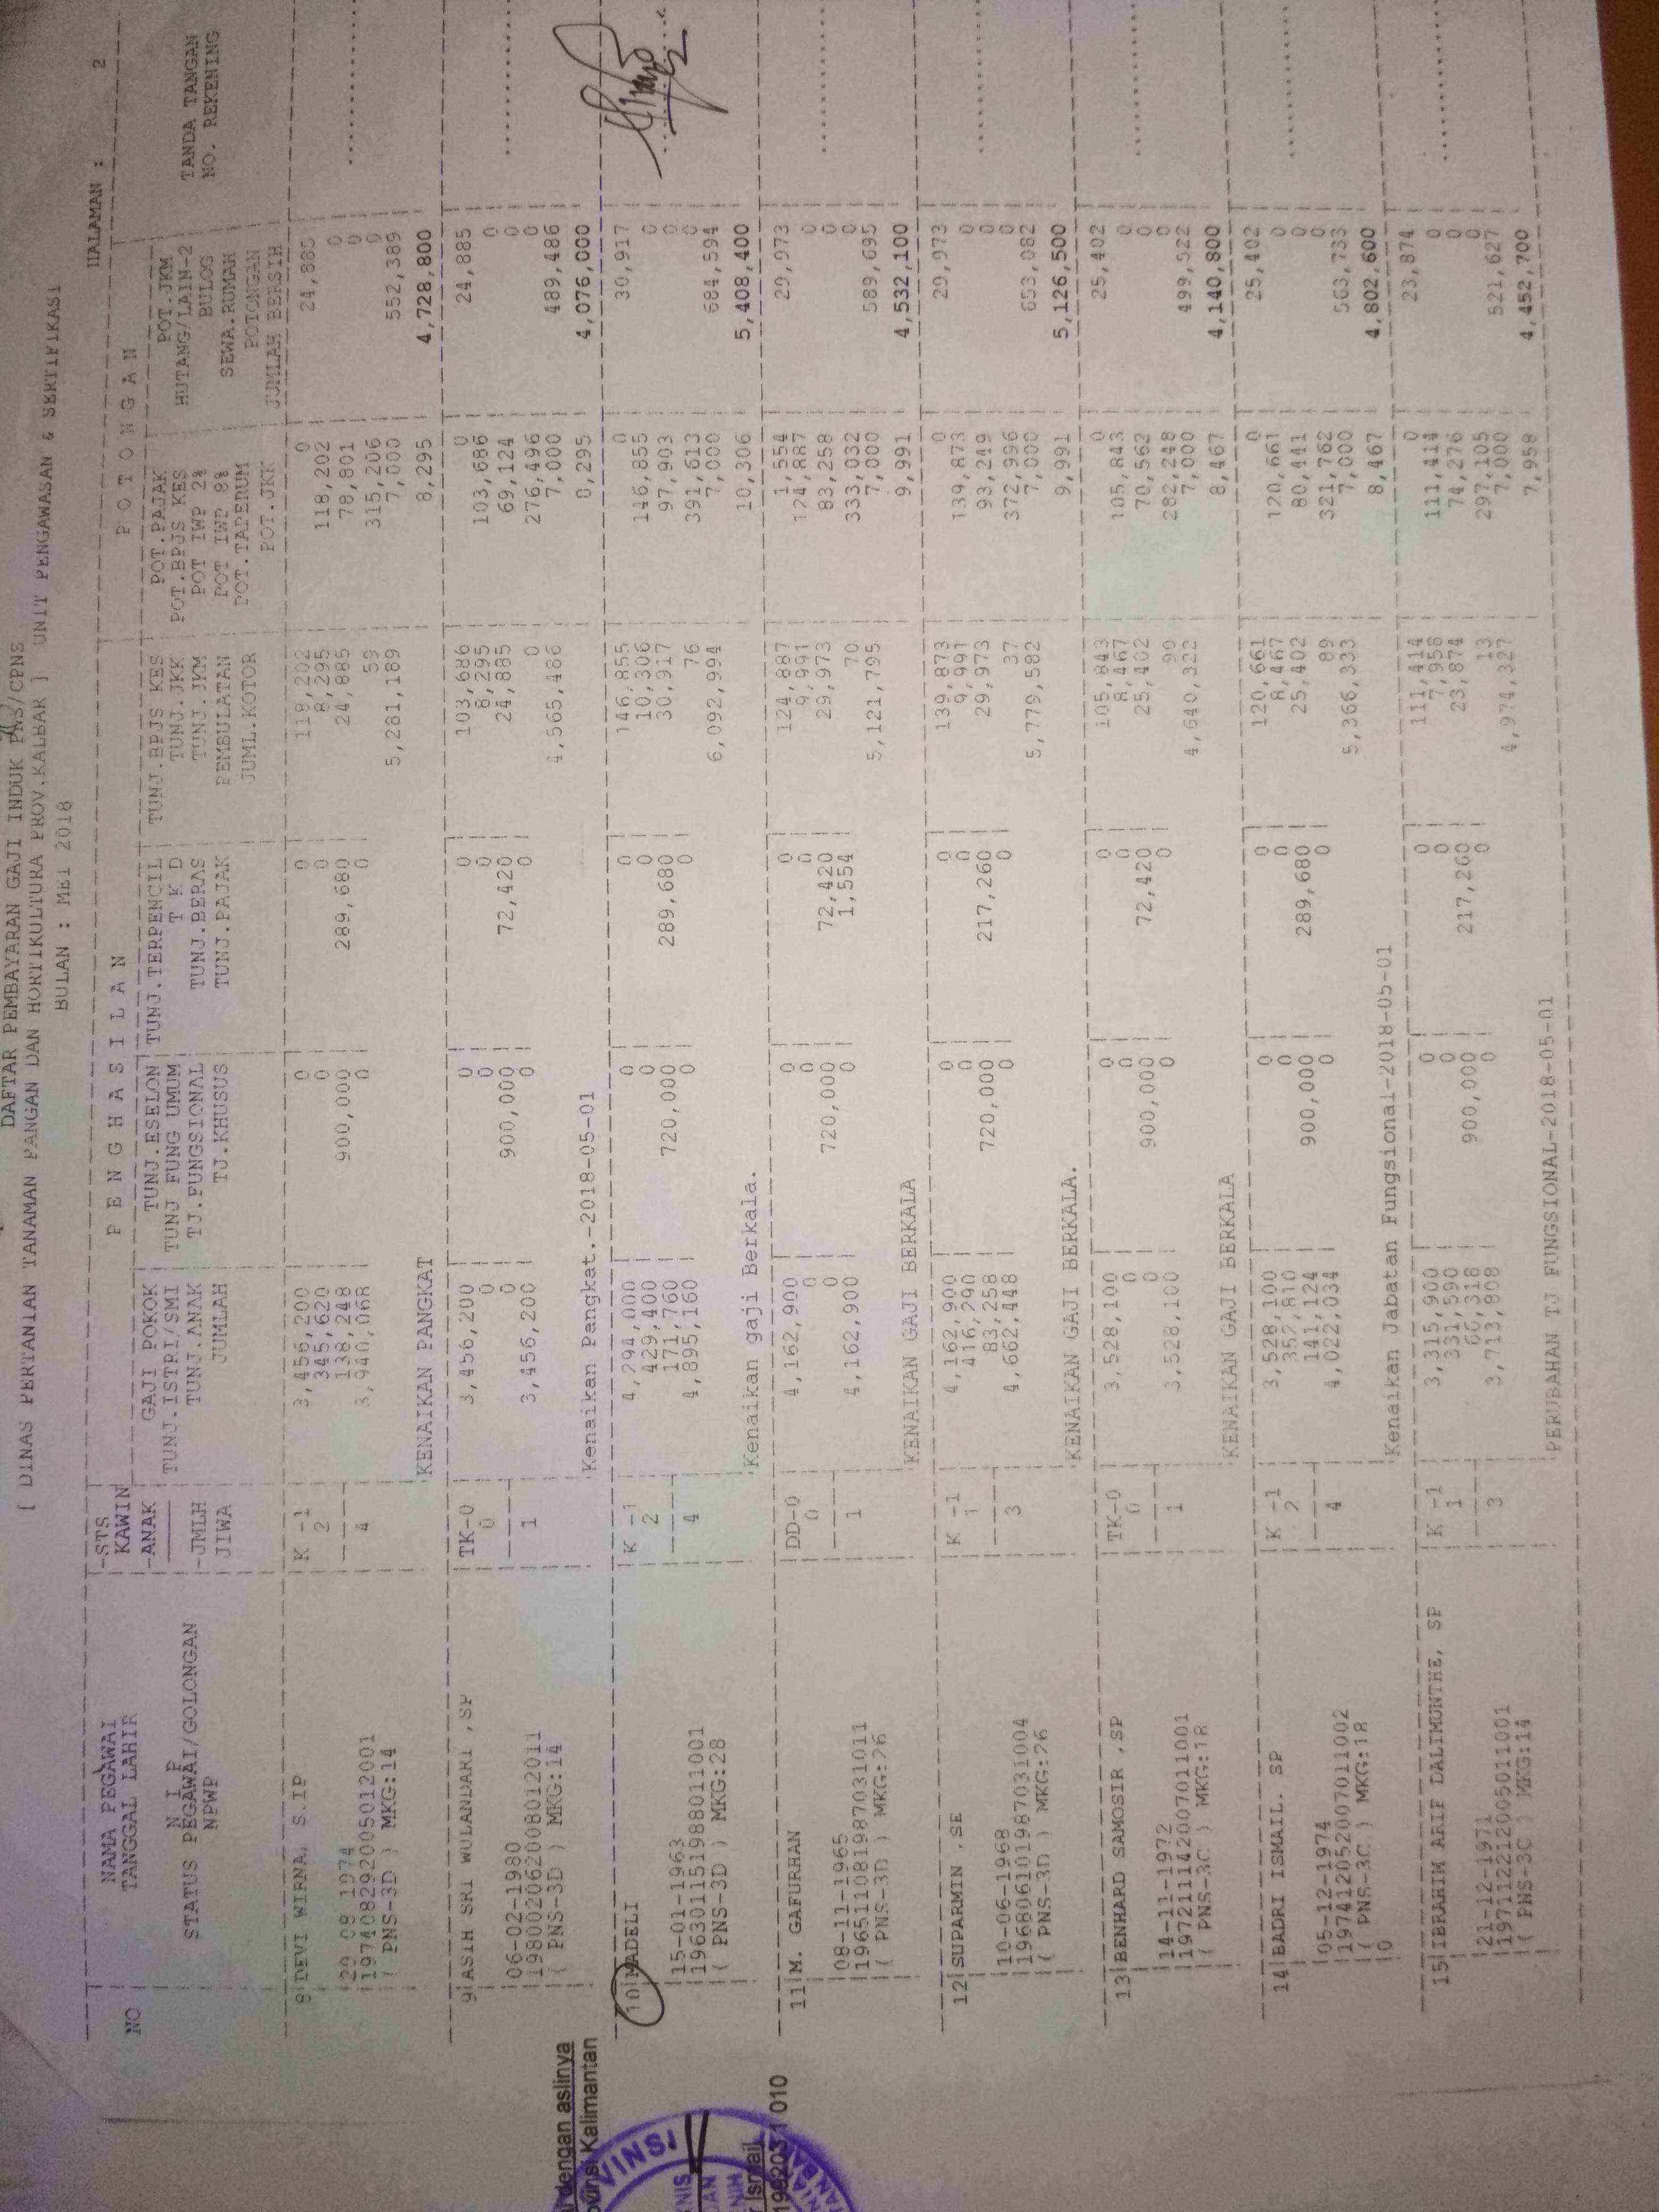 DAFTAR PEMBAYARAN GAJI INDUK PNS/CPNS
[ DINAS PERTANIAN TANAMAN PANGAN DAN HORTIKULTURA PROV.KALBAR ] UNIT PENGAWASAN & SERTIFIKASI
BULAN : MEI 2018
HALAMAN : 2
NO NAMA PEGAWAI -STS P E N G H A S I L A N P O T O N G A N TANDA TANGAN
TANGGAL LAHIR KAWIN GAJI POKOK TUNJ.ESELON TUNJ.TERPENCIL TUNJ.BPJS KES POT.PAJAK POT.JKM NO. REKENING
N I P -ANAK TUNJ.ISTRI/SMI TUNJ FUNG UMUM T K D TUNJ.JKK POT.BPJS KES HUTANG/LAIN-2
STATUS PEGAWAI/GOLONGAN -JMLH TUNJ.ANAK TJ.FUNGSIONAL TUNJ.BERAS TUNJ.JKM POT IWP 2% BULOG
NPWP JIWA JUMLAH TJ.KHUSUS TUNJ.PAJAK PEMBULATAN POT IWP 8% SEWA.RUMAH
JUML.KOTOR POT.TAPERUM POTONGAN
POT.JKK JUMLAH BERSIH
8 DEVI WIRNA, S.IP K -1 3,456,200 0 0 118,202 0 24,885
2 345,620 0 0 8,295 118,202 0
29-08-1974 138,248 900,000 289,680 24,885 78,801 0
197408292005012001 4 3,940,068 0 0 59 315,206 0
( PNS-3D ) MKG:14 5,281,189 7,000 552,389
KENAIKAN PANGKAT 8,295 4,728,800
9 ASIH SRI WULANDARI ,SP TK-0 3,456,200 0 0 103,686 0 24,885
0 0 0 0 8,295 103,686 0
06-02-1980 0 900,000 72,420 24,885 69,124 0
198002062008012011 1 3,456,200 0 0 0 276,496 0
( PNS-3D ) MKG:14 4,565,486 7,000 489,486
Kenaikan Pangkat.-2018-05-01 8,295 4,076,000
10 MADELI K -1 4,294,000 0 0 146,855 0 30,917
2 429,400 0 0 10,306 146,855 0
15-01-1963 171,760 720,000 289,680 30,917 97,903 0
196301151988011001 4 4,895,160 0 0 76 391,613 0
( PNS-3D ) MKG:28 6,092,994 7,000 684,594
Kenaikan gaji Berkala. 10,306 5,408,400
11 M. GAFURHAN DD-0 4,162,900 0 0 124,887 1,554 29,973
0 0 0 0 9,991 124,887 0
08-11-1965 0 720,000 72,420 29,973 83,258 0
196511081987031011 1 4,162,900 0 1,554 70 333,032 0
( PNS-3D ) MKG:26 5,121,795 7,000 589,695
KENAIKAN GAJI BERKALA 9,991 4,532,100
12 SUPARMIN ,SE K -1 4,162,900 0 0 139,873 0 29,973
1 416,290 0 0 9,991 139,873 0
10-06-1968 83,258 720,000 217,260 29,973 93,249 0
196806101987031004 3 4,662,448 0 0 37 372,996 0
( PNS-3D ) MKG:26 5,779,582 7,000 653,082
KENAIKAN GAJI BERKALA. 9,991 5,126,500
13 BENHARD SAMOSIR ,SP TK-0 3,528,100 0 0 105,843 0 25,402
0 0 0 0 8,467 105,843 0
14-11-1972 0 900,000 72,420 25,402 70,562 0
197211142007011001 1 3,528,100 0 0 90 282,248 0
( PNS-3C ) MKG:18 4,640,322 7,000 499,522
KENAIKAN GAJI BERKALA 8,467 4,140,800
14 BADRI ISMAIL. SP K -1 3,528,100 0 0 120,661 0 25,402
2 352,810 0 0 8,467 120,661 0
05-12-1974 141,124 900,000 289,680 25,402 80,441 0
197412052007011002 4 4,022,034 0 0 89 321,762 0
( PNS-3C ) MKG:18 5,366,333 7,000 563,733
0 Kenaikan Jabatan Fungsional-2018-05-01 8,467 4,802,600
15 IBRAHIM ARIF DALIMUNTHE, SP K -1 3,315,900 0 0 111,414 0 23,874
1 331,590 0 0 7,958 111,414 0
21-12-1971 66,318 900,000 217,260 23,874 74,276 0
197112212005011001 3 3,713,808 0 0 13 297,105 0
( PNS-3C ) MKG:14 4,974,327 7,000 521,627
PERUBAHAN TJ FUNGSIONAL-2018-05-01 7,958 4,452,700
dengan aslinya
Kalimantan
VINSI
Ismail
010